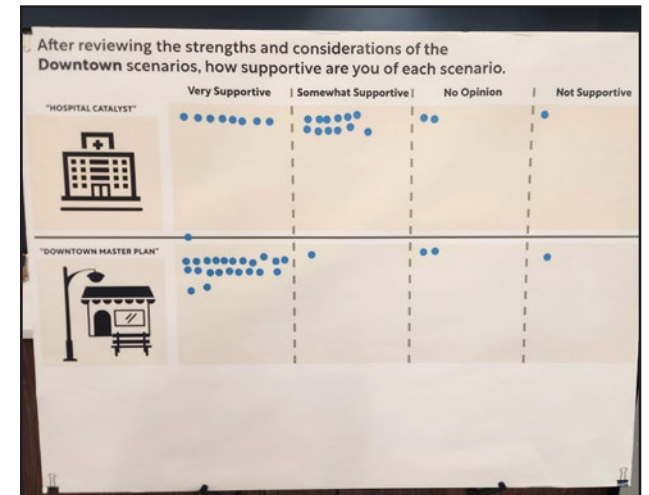 After reviewing the strengths and considerations of the
Downtown scenarios, how supportive are you of each scenario.
Very Supportive | Somewhat Supportive | No Opinion | Not Supportive
"HOSPITAL CATALYST"
"DOWNTOWN MASTER PLAN"